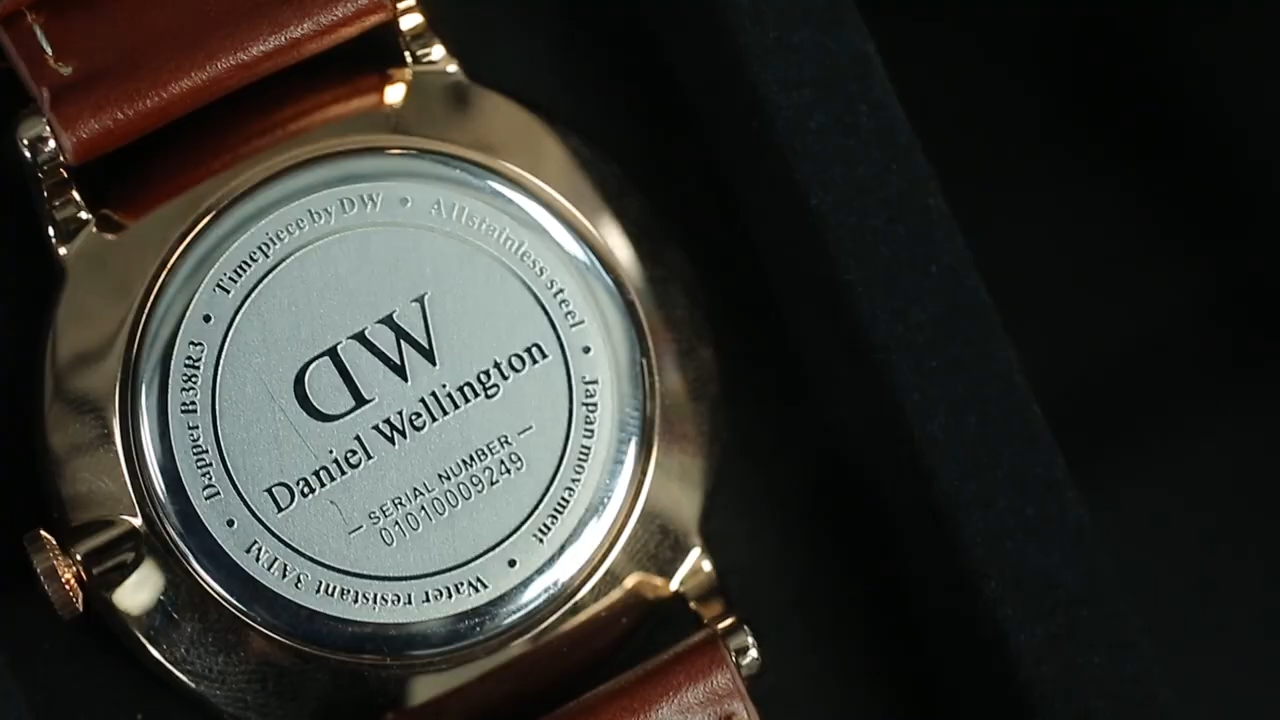 DW
Daniel Wellington
— SERIAL NUMBER —
01010009249
Timepiece by DW • All stainless steel • Japan movement • Water resistant 3ATM • Dapper B38R3 •